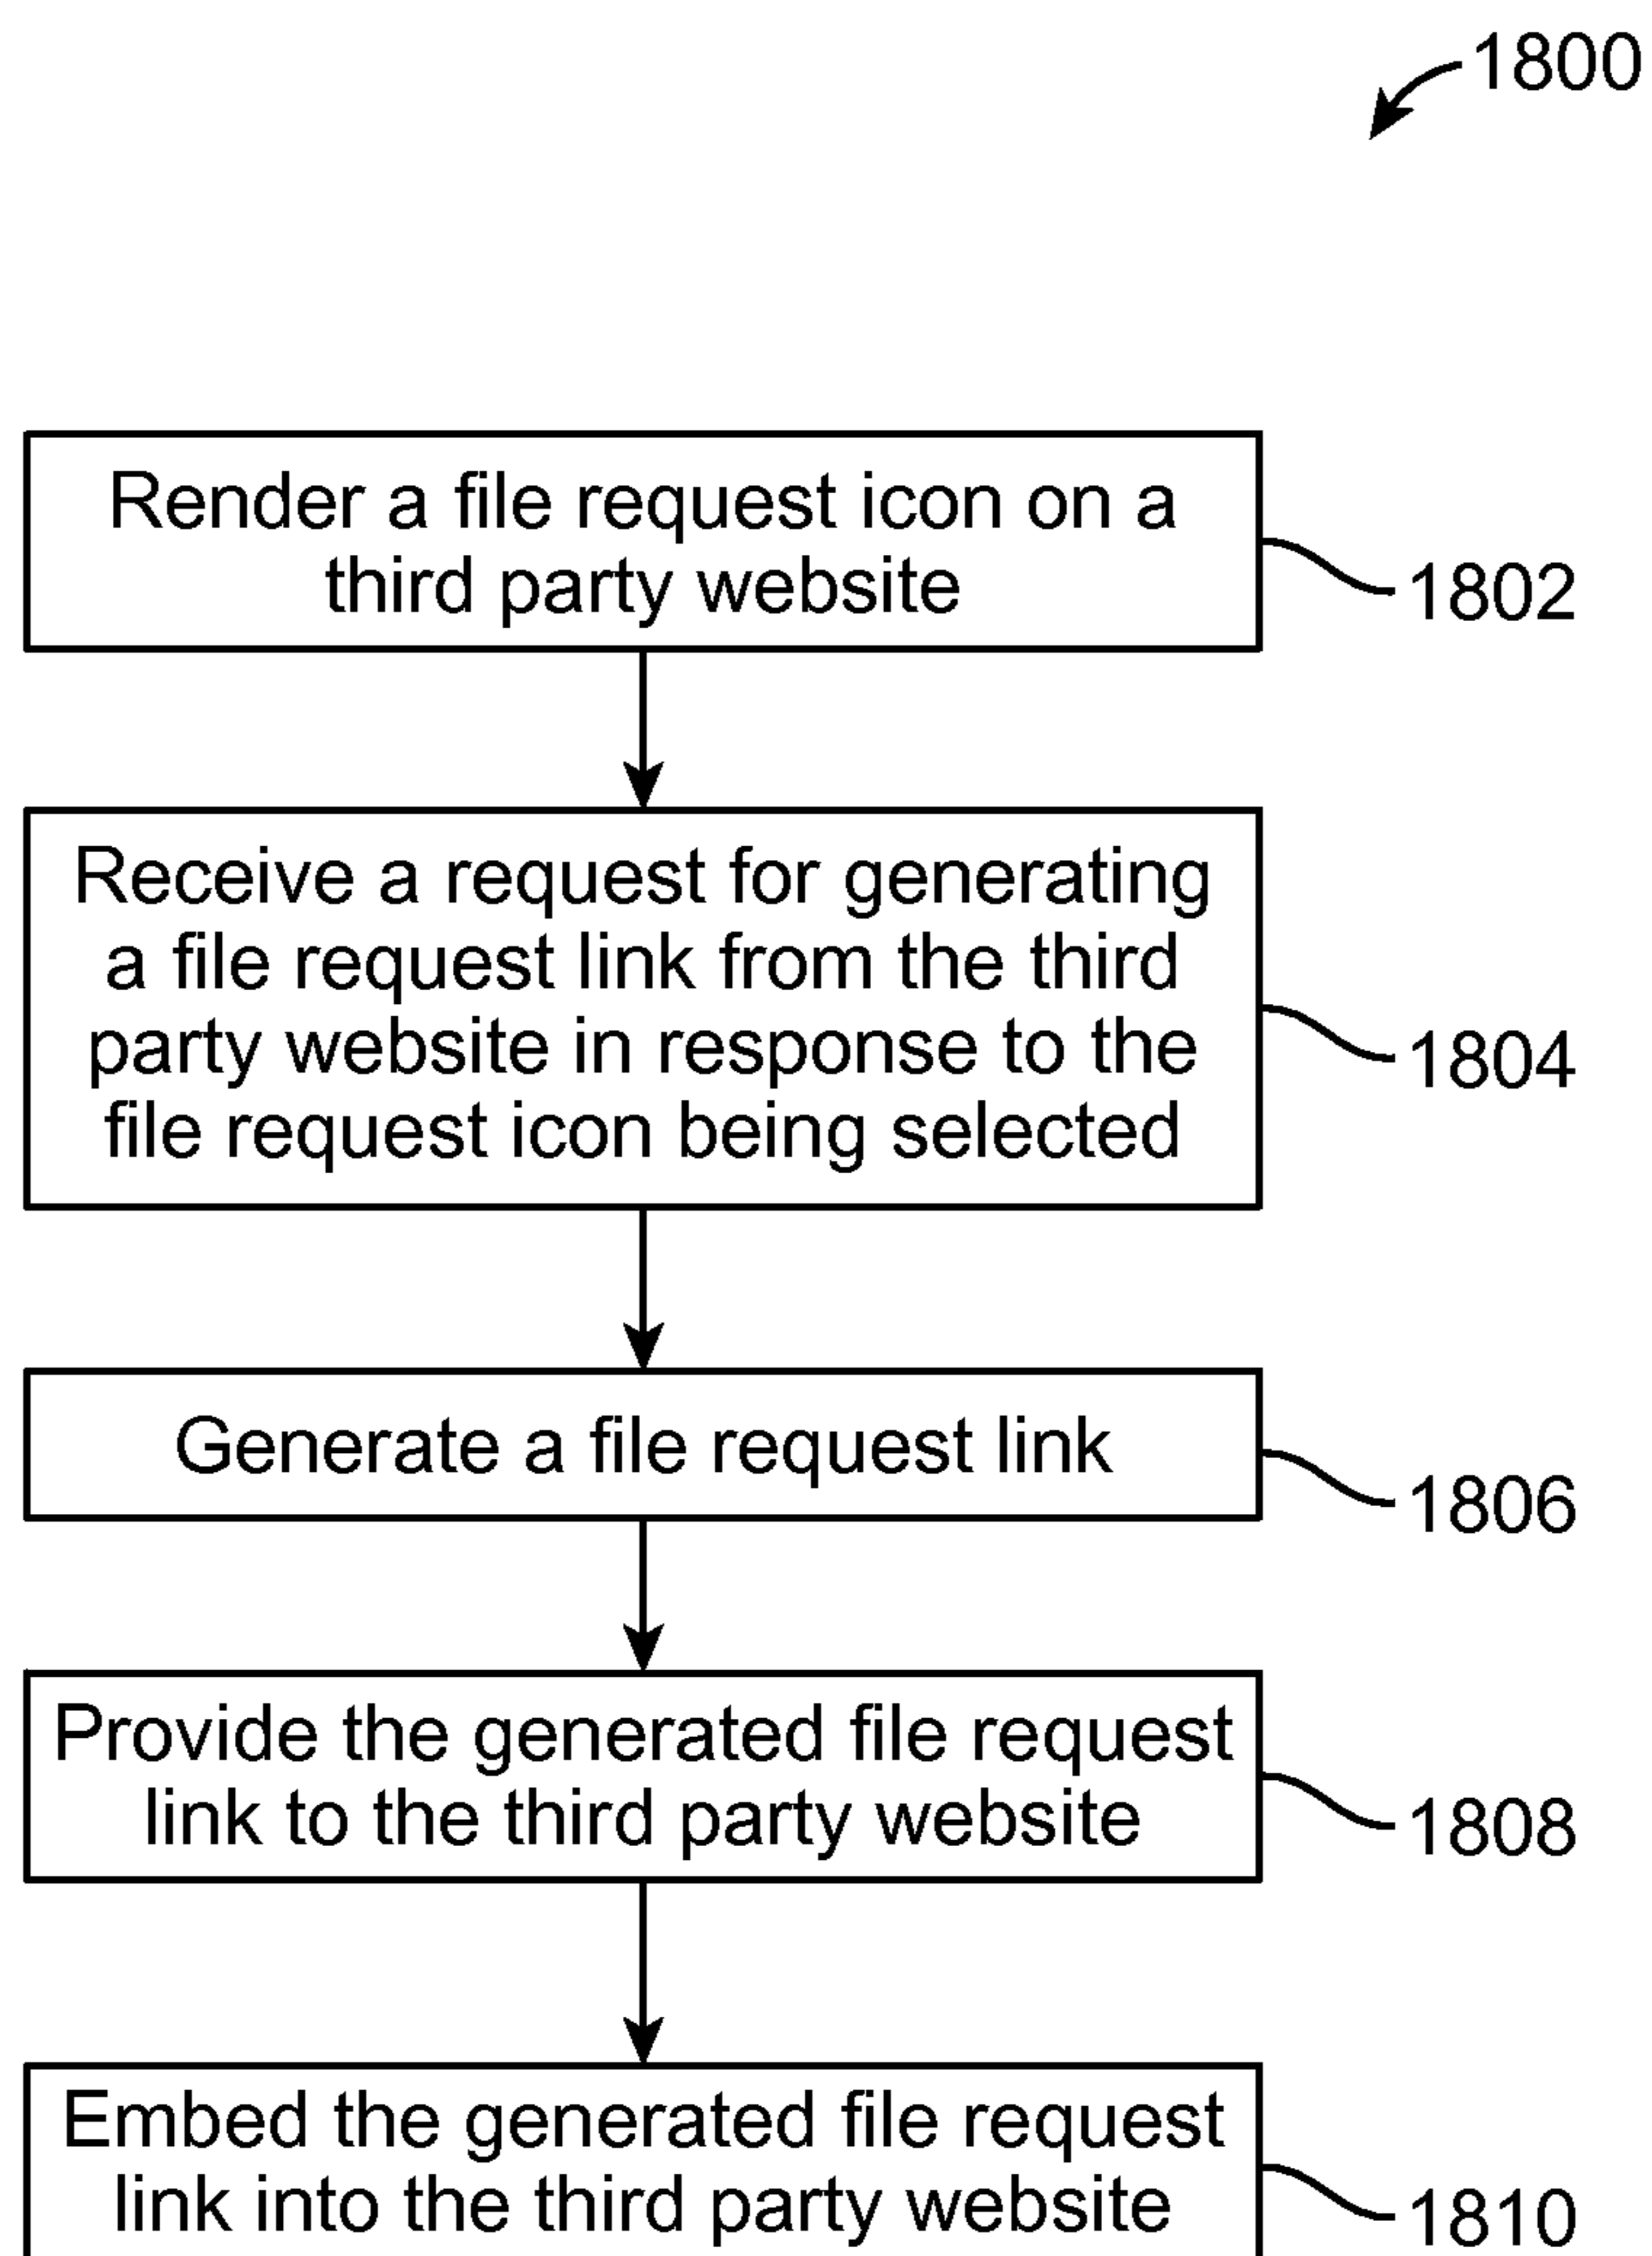 1800
Render a file request icon on a
third party website
1802
Receive a request for generating
a file request link from the third
party website in response to the
file request icon being selected
1804
Generate a file request link
1806
Provide the generated file request
link to the third party website
1808
Embed the generated file request
link into the third party website
1810